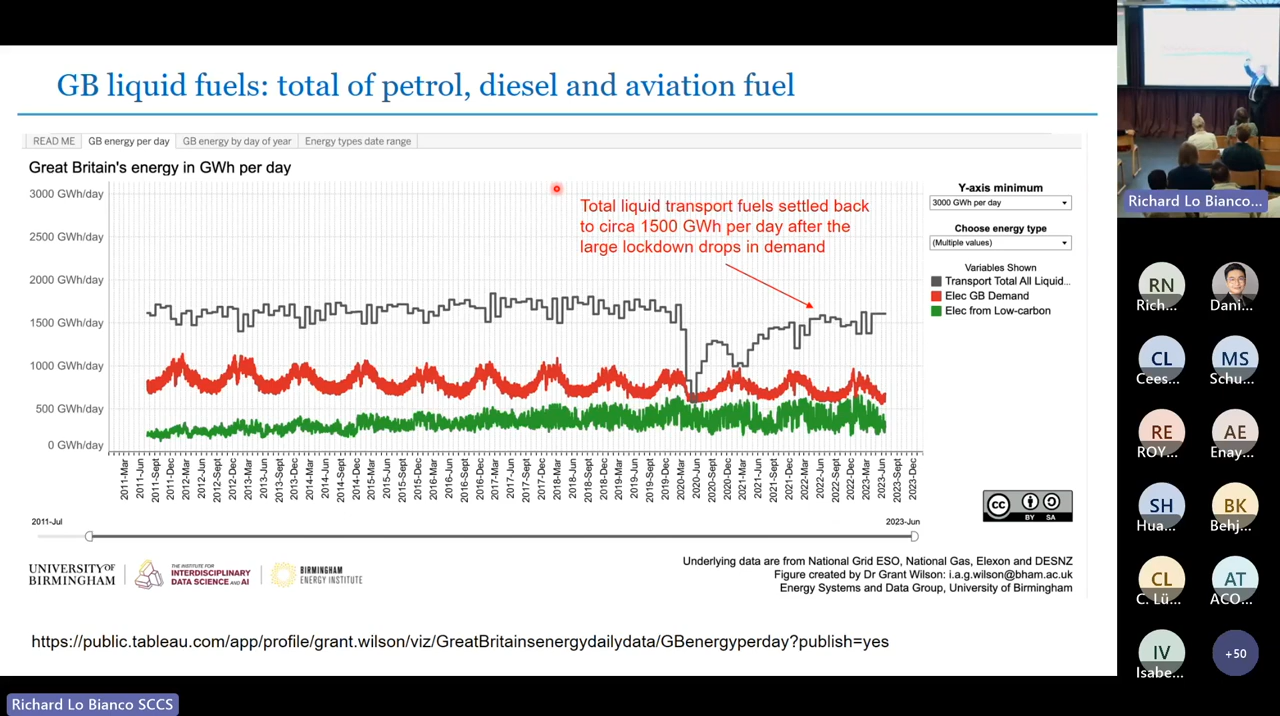 GB liquid fuels: total of petrol, diesel and aviation fuel
READ ME
GB energy per day
GB energy by day of year
Energy types date range
Great Britain's energy in GWh per day
3000 GWh/day
2500 GWh/day
2000 GWh/day
1500 GWh/day
1000 GWh/day
500 GWh/day
0 GWh/day
Total liquid transport fuels settled back
to circa 1500 GWh per day after the
large lockdown drops in demand
2011-Mar
2011-Jun
2011-Sept
2011-Dec
2012-Mar
2012-Jun
2012-Sept
2012-Dec
2013-Mar
2013-Jun
2013-Sept
2013-Dec
2014-Mar
2014-Jun
2014-Sept
2014-Dec
2015-Mar
2015-Jun
2015-Sept
2015-Dec
2016-Mar
2016-Jun
2016-Sept
2016-Dec
2017-Mar
2017-Jun
2017-Sept
2017-Dec
2018-Mar
2018-Jun
2018-Sept
2018-Dec
2019-Mar
2019-Jun
2019-Sept
2019-Dec
2020-Mar
2020-Jun
2020-Sept
2020-Dec
2021-Mar
2021-Jun
2021-Sept
2021-Dec
2022-Mar
2022-Jun
2022-Sept
2022-Dec
2023-Mar
2023-Jun
2023-Sept
2023-Dec
Y-axis minimum
3000 GWh per day
Choose energy type
(Multiple values)
Variables Shown
Transport Total All Liquid...
Elec GB Demand
Elec from Low-carbon
cc
BY SA
2011-Jul
2023-Jun
UNIVERSITY OF
BIRMINGHAM
THE INSTITUTE FOR
INTERDISCIPLINARY
DATA SCIENCE AND AI
BIRMINGHAM
ENERGY INSTITUTE
Underlying data are from National Grid ESO, National Gas, Elexon and DESNZ
Figure created by Dr Grant Wilson: i.a.g.wilson@bham.ac.uk
Energy Systems and Data Group, University of Birmingham
https://public.tableau.com/app/profile/grant.wilson/viz/GreatBritainsenergydailydata/GBenergyperday?publish=yes
Richard Lo Bianco SCCS
Richard Lo Bianco...
RN
Rich...
Dani...
CL
Cees...
MS
Schu...
RE
ROY...
AE
Enay...
SH
Hua...
BK
Behj...
CL
C. Lü...
AT
ACO...
IV
Isabe...
+50